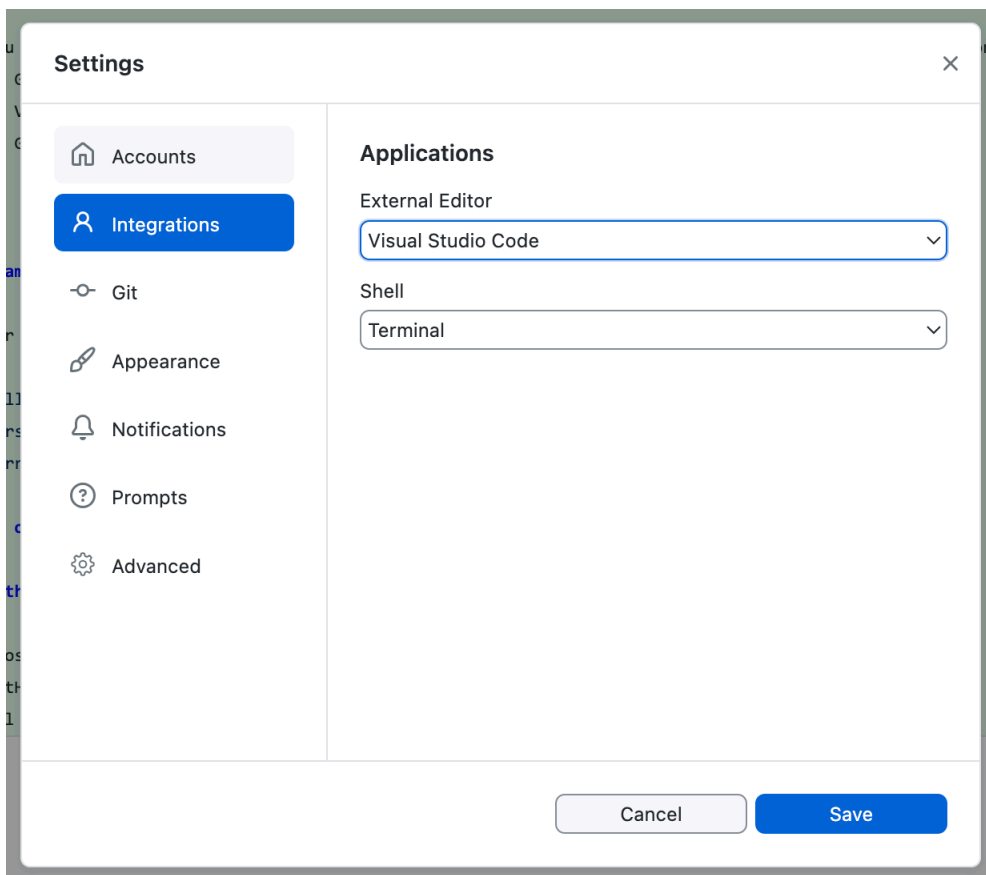 Settings
Accounts
Integrations
Git
Appearance
Notifications
Prompts
Advanced
Applications
External Editor
Visual Studio Code
Shell
Terminal
Cancel
Save